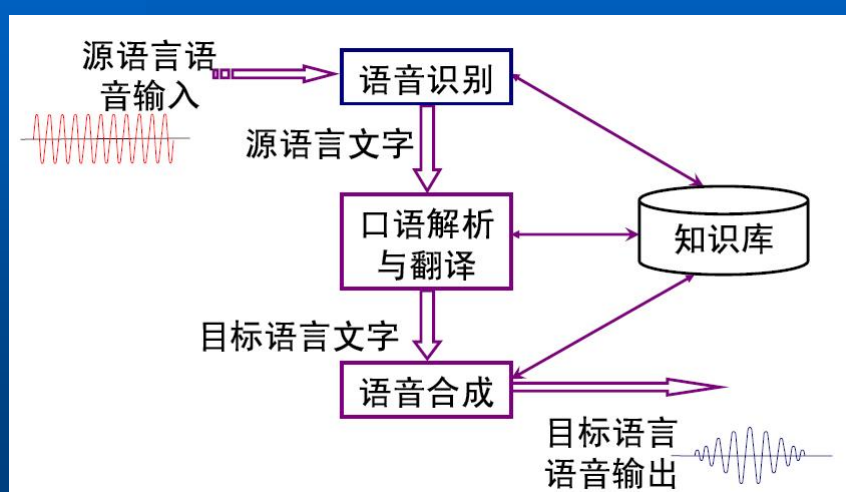 源语言语
音输入
语音识别
源语言文字
口语解析
与翻译
知识库
目标语言文字
语音合成
目标语言
语音输出